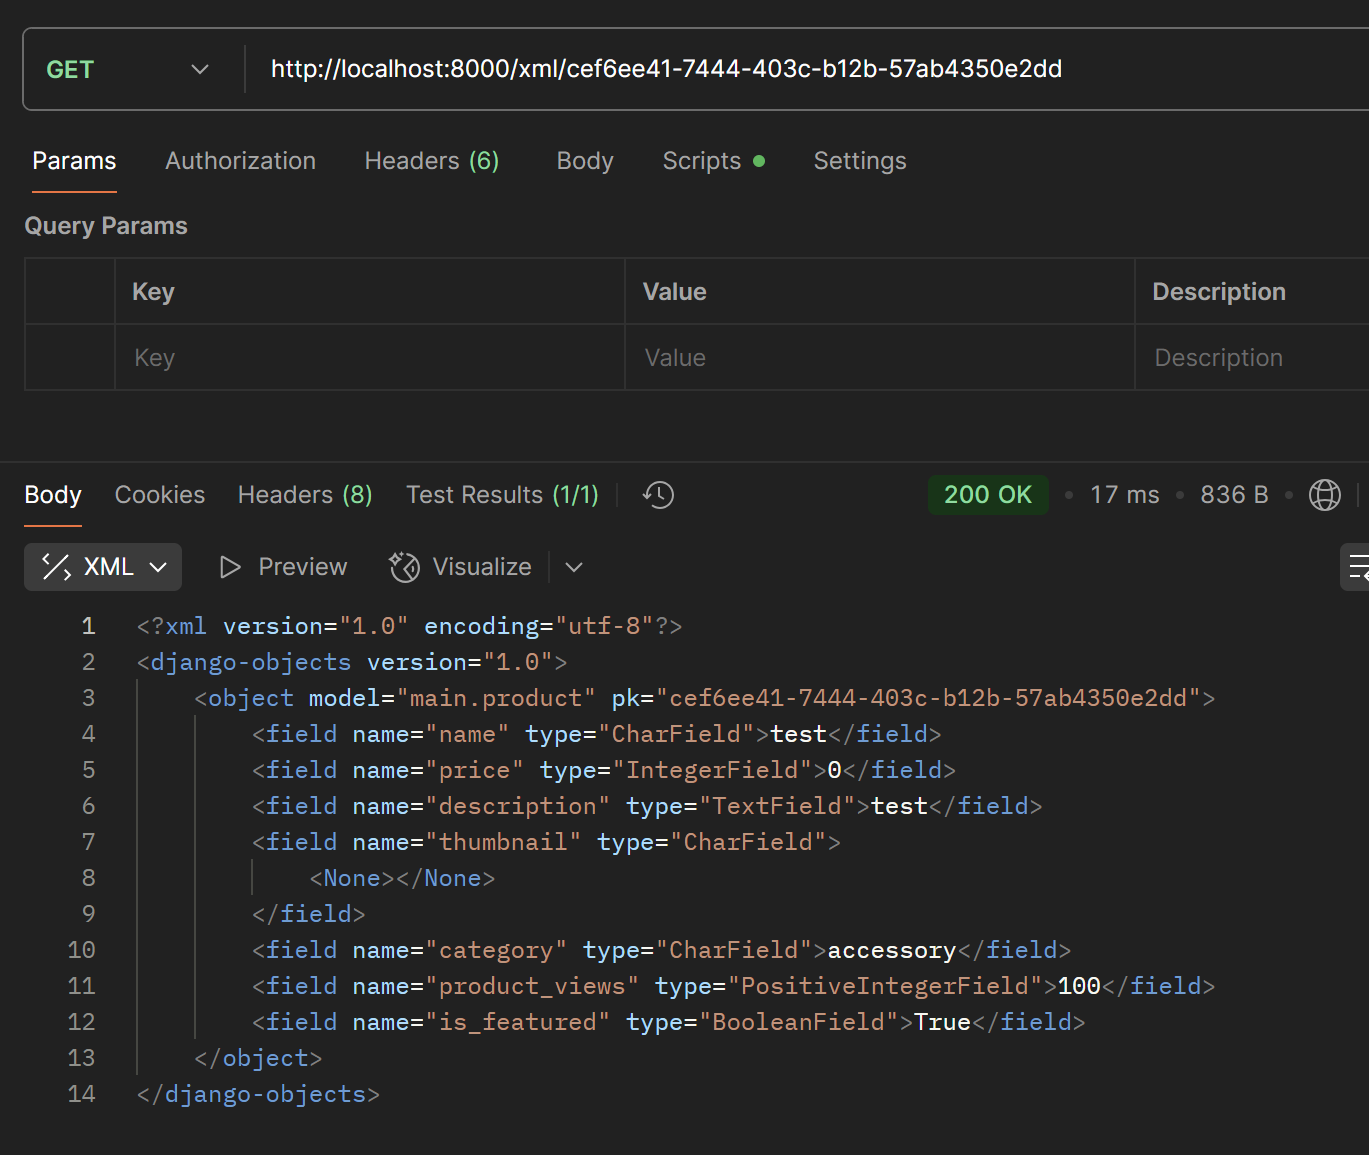 GET http://localhost:8000/xml/cef6ee41-7444-403c-b12b-57ab4350e2dd
Params Authorization Headers (6) Body Scripts Settings
Query Params
Key Value Description
Key Value Description
Body Cookies Headers (8) Test Results (1/1) 200 OK 17 ms 836 B
XML Preview Visualize
1 <?xml version="1.0" encoding="utf-8"?>
2 <django-objects version="1.0">
3 <object model="main.product" pk="cef6ee41-7444-403c-b12b-57ab4350e2dd">
4 <field name="name" type="CharField">test</field>
5 <field name="price" type="IntegerField">0</field>
6 <field name="description" type="TextField">test</field>
7 <field name="thumbnail" type="CharField">
8 <None></None>
9 </field>
10 <field name="category" type="CharField">accessory</field>
11 <field name="product_views" type="PositiveIntegerField">100</field>
12 <field name="is_featured" type="BooleanField">True</field>
13 </object>
14 </django-objects>